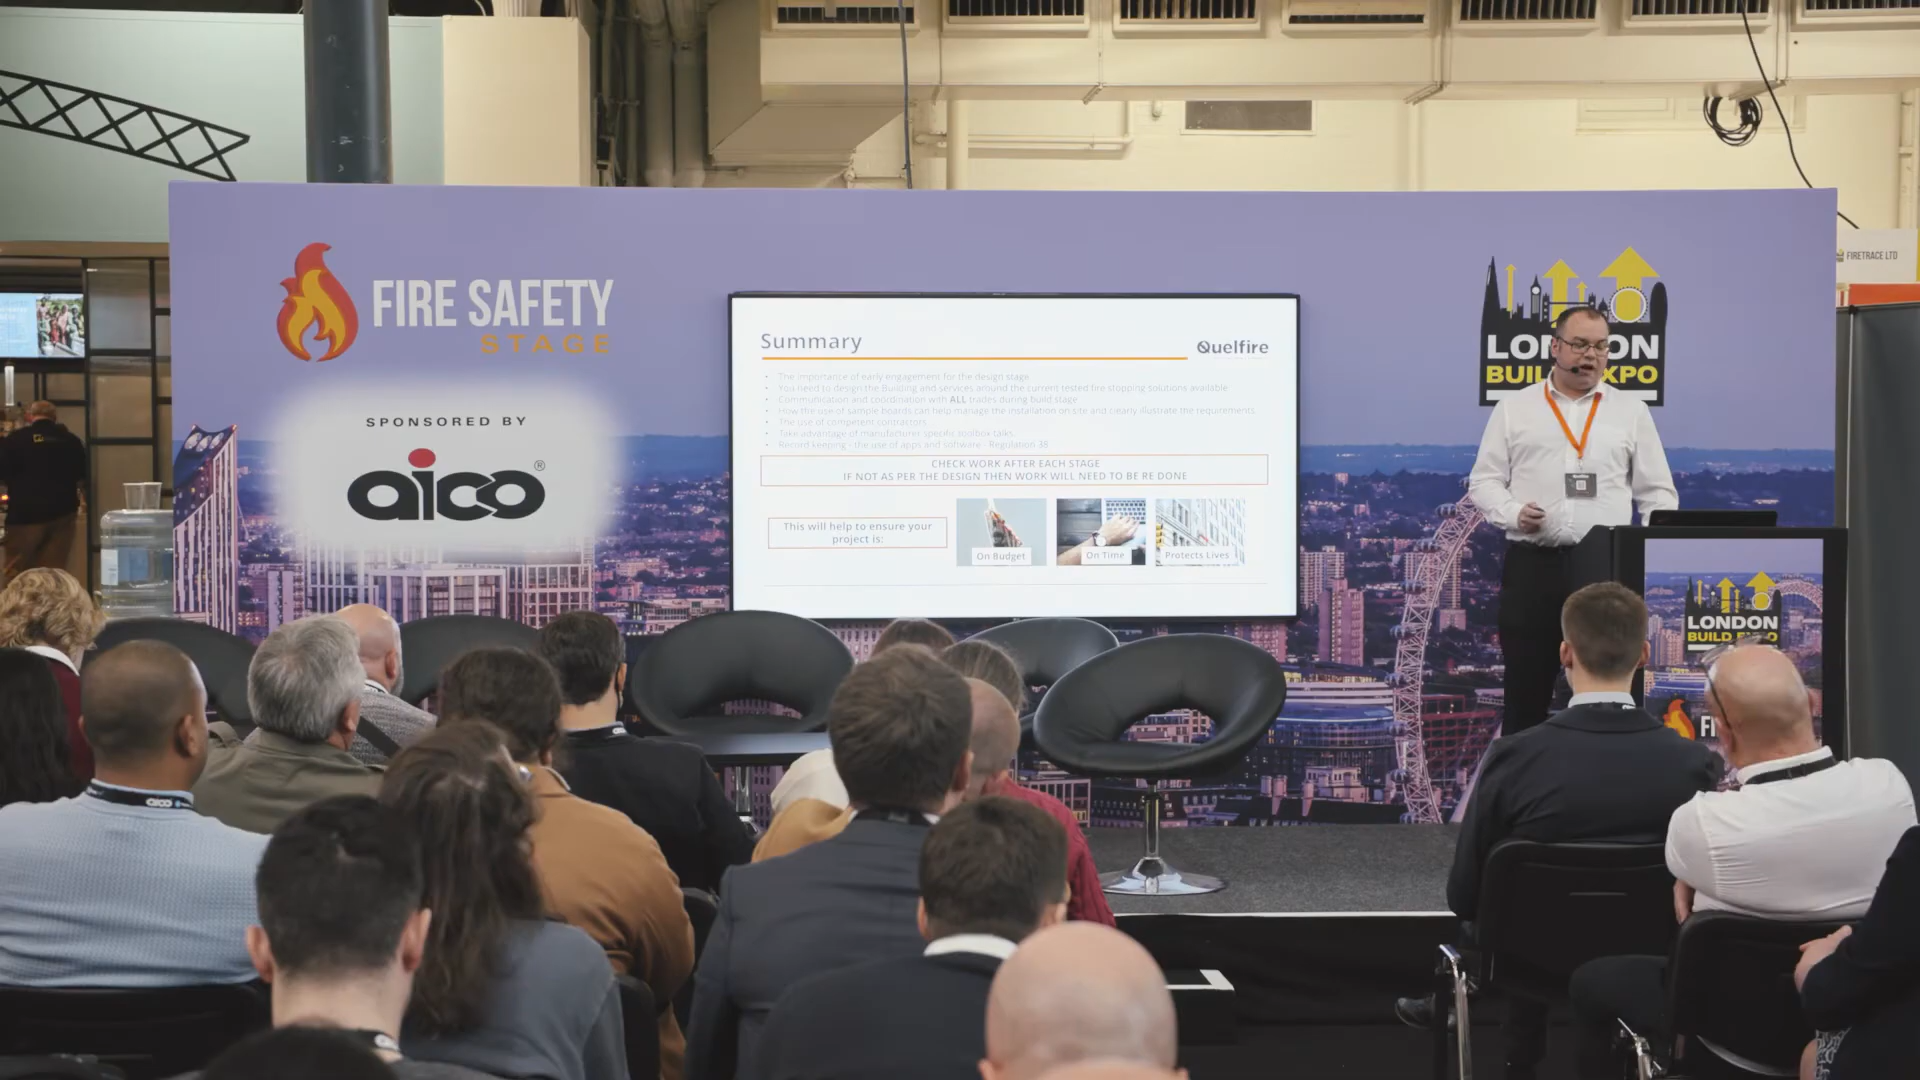 FIRE SAFETY
STAGE
SPONSORED BY
aico®
Summary
Quelfire
• The importance of early engagement for the design stage
• You need to design the Building and services around the current tested fire stopping solutions available
• Communication and coordination with ALL trades during build stage
• How the use of sample boards can help manage the installation on site and clearly illustrate the requirements
• The use of competent contractors
• Take advantage of manufacturer specific toolbox talks
• Record keeping - the use of apps and software - Regulation 38
CHECK WORK AFTER EACH STAGE
IF NOT AS PER THE DESIGN THEN WORK WILL NEED TO BE RE DONE
This will help to ensure your
project is:
On Budget
On Time
Protects Lives
LONDON
BUILD EXPO
FIRETRACE LTD
LONDON
BUILD EXPO
FI
aico